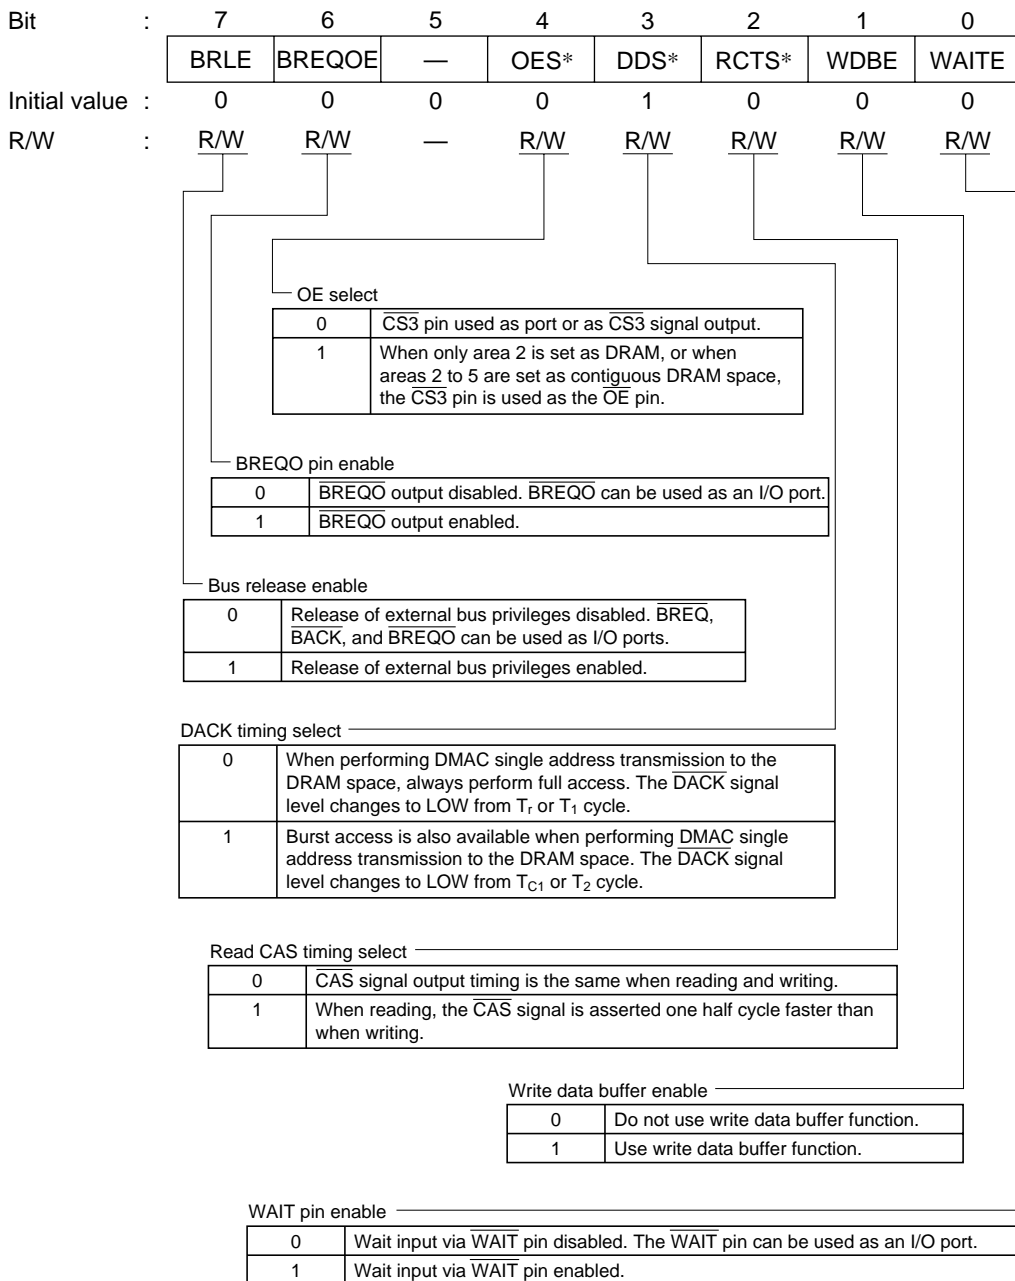 Bit : 7 6 5 4 3 2 1 0
BRLE BREQOE — OES* DDS* RCTS* WDBE WAITE
Initial value : 0 0 0 0 1 0 0 0
R/W : R/W R/W — R/W R/W R/W R/W R/W
OE select
0 CS3 pin used as port or as CS3 signal output.
1 When only area 2 is set as DRAM, or when
areas 2 to 5 are set as contiguous DRAM space,
the CS3 pin is used as the OE pin.
BREQO pin enable
0 BREQO output disabled. BREQO can be used as an I/O port.
1 BREQO output enabled.
Bus release enable
0 Release of external bus privileges disabled. BREQ,
BACK, and BREQO can be used as I/O ports.
1 Release of external bus privileges enabled.
DACK timing select
0 When performing DMAC single address transmission to the
DRAM space, always perform full access. The DACK signal
level changes to LOW from Tr or T1 cycle.
1 Burst access is also available when performing DMAC single
address transmission to the DRAM space. The DACK signal
level changes to LOW from TC1 or T2 cycle.
Read CAS timing select
0 CAS signal output timing is the same when reading and writing.
1 When reading, the CAS signal is asserted one half cycle faster than
when writing.
Write data buffer enable
0 Do not use write data buffer function.
1 Use write data buffer function.
WAIT pin enable
0 Wait input via WAIT pin disabled. The WAIT pin can be used as an I/O port.
1 Wait input via WAIT pin enabled.